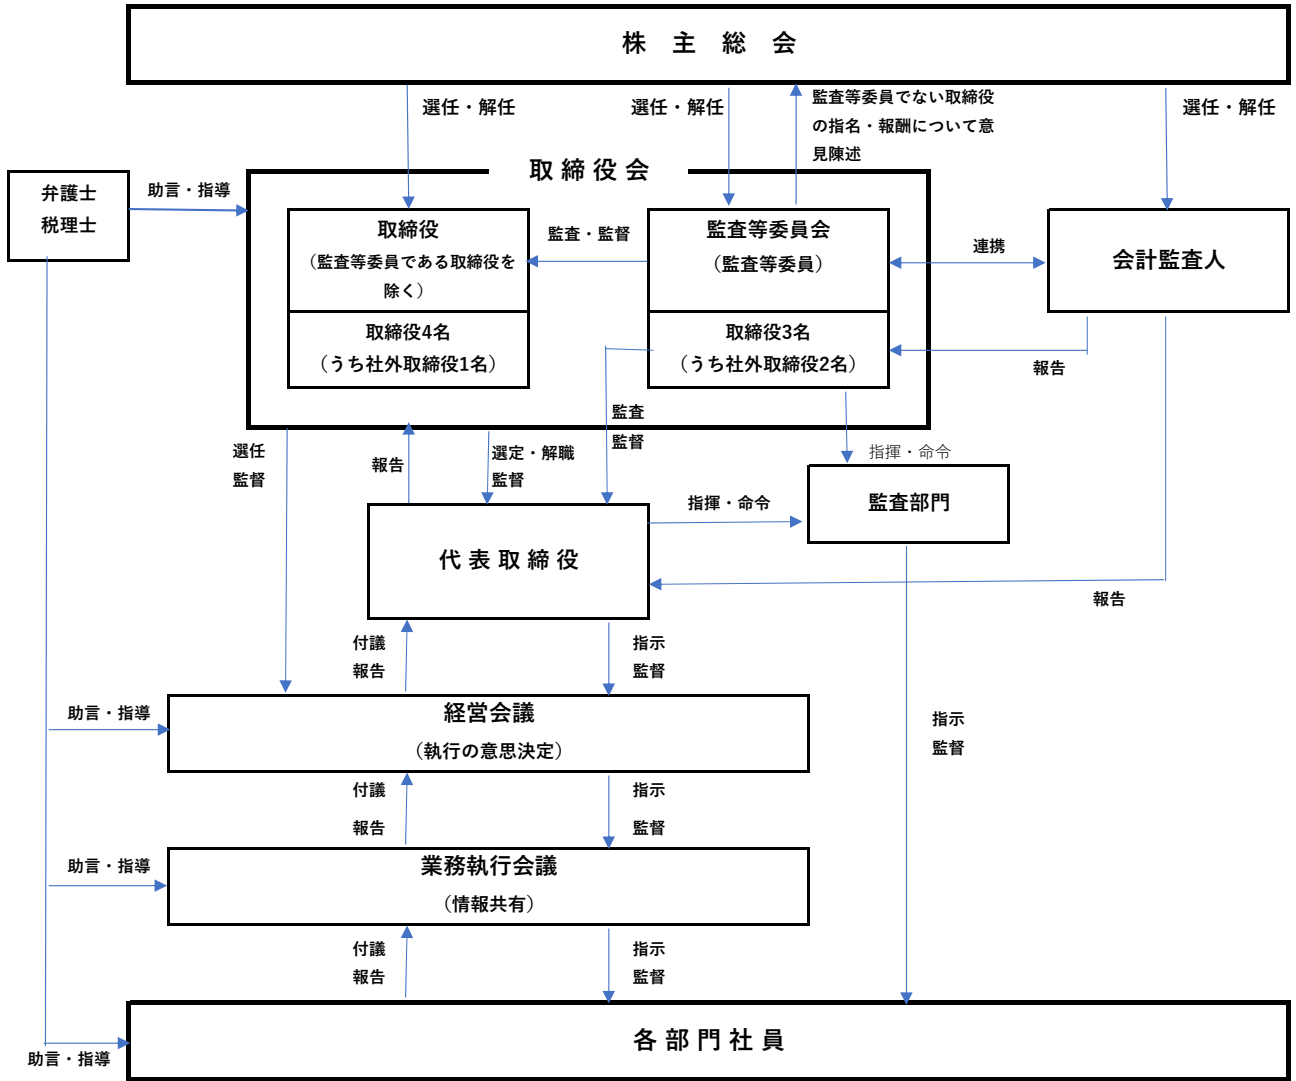 株 主 総 会
選任・解任
選任・解任
監査等委員でない取締役
の指名・報酬について意
見陳述
選任・解任
取締役会
弁護士
税理士
助言・指導
取締役
（監査等委員である取締役を
除く）
取締役4名
（うち社外取締役1名）
監査・監督
監査等委員会
（監査等委員）
取締役3名
（うち社外取締役2名）
連携
会計監査人
報告
選任
監督
報告
選定・解職
監督
監査
監督
指揮・命令
監査部門
指揮・命令
代表取締役
報告
付議
報告
指示
監督
助言・指導
経営会議
（執行の意思決定）
指示
監督
付議
報告
指示
監督
助言・指導
業務執行会議
（情報共有）
付議
報告
指示
監督
各部門社員
助言・指導